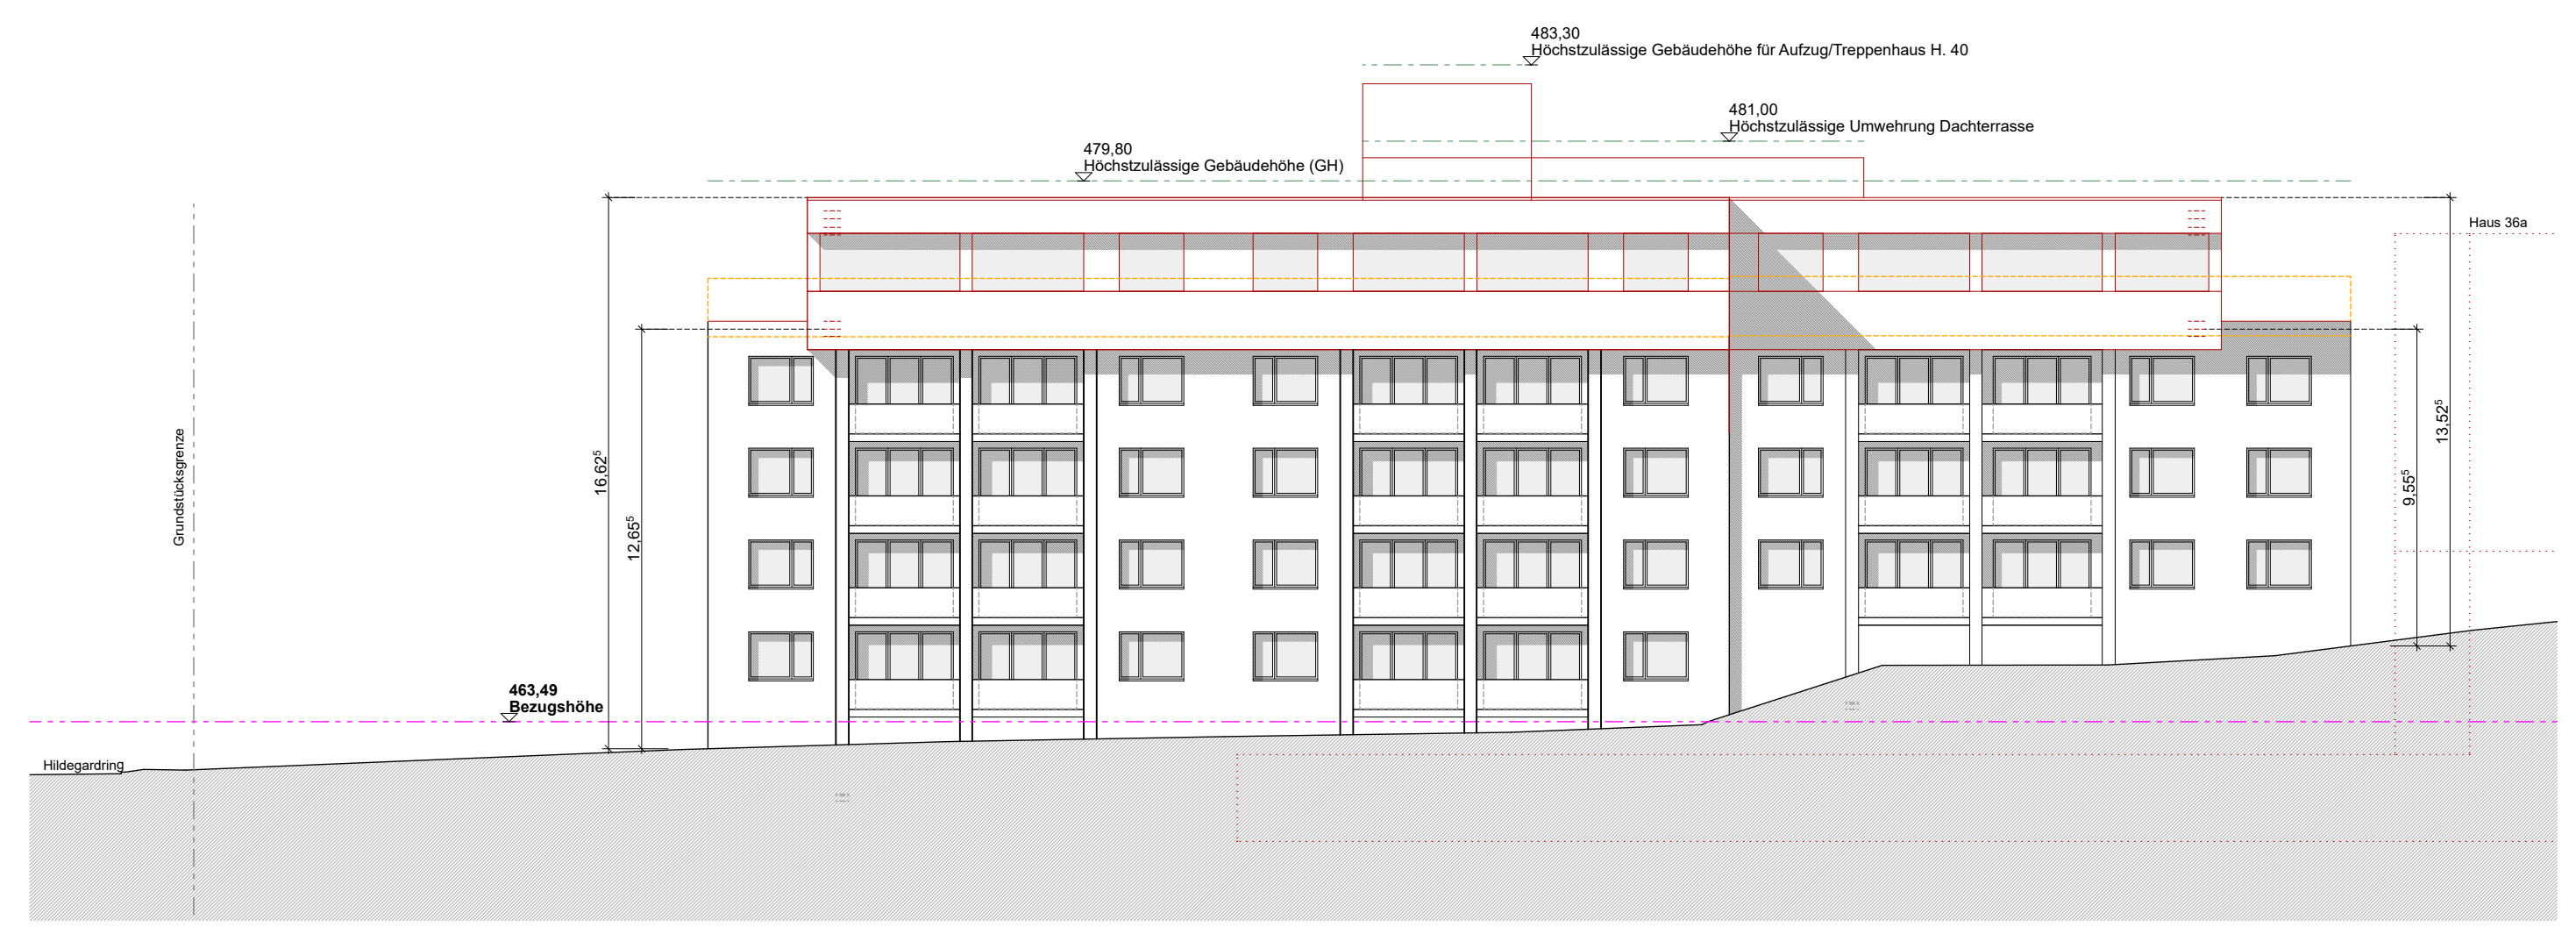 483,30
Höchstzulässige Gebäudehöhe für Aufzug/Treppenhaus H. 40
481,00
Höchstzulässige Umwehrung Dachterrasse
479,80
Höchstzulässige Gebäudehöhe (GH)
Haus 36a
Grundstücksgrenze
16,62⁵
12,65⁵
13,52⁵
9,55⁵
463,49
Bezugshöhe
Hildegardring